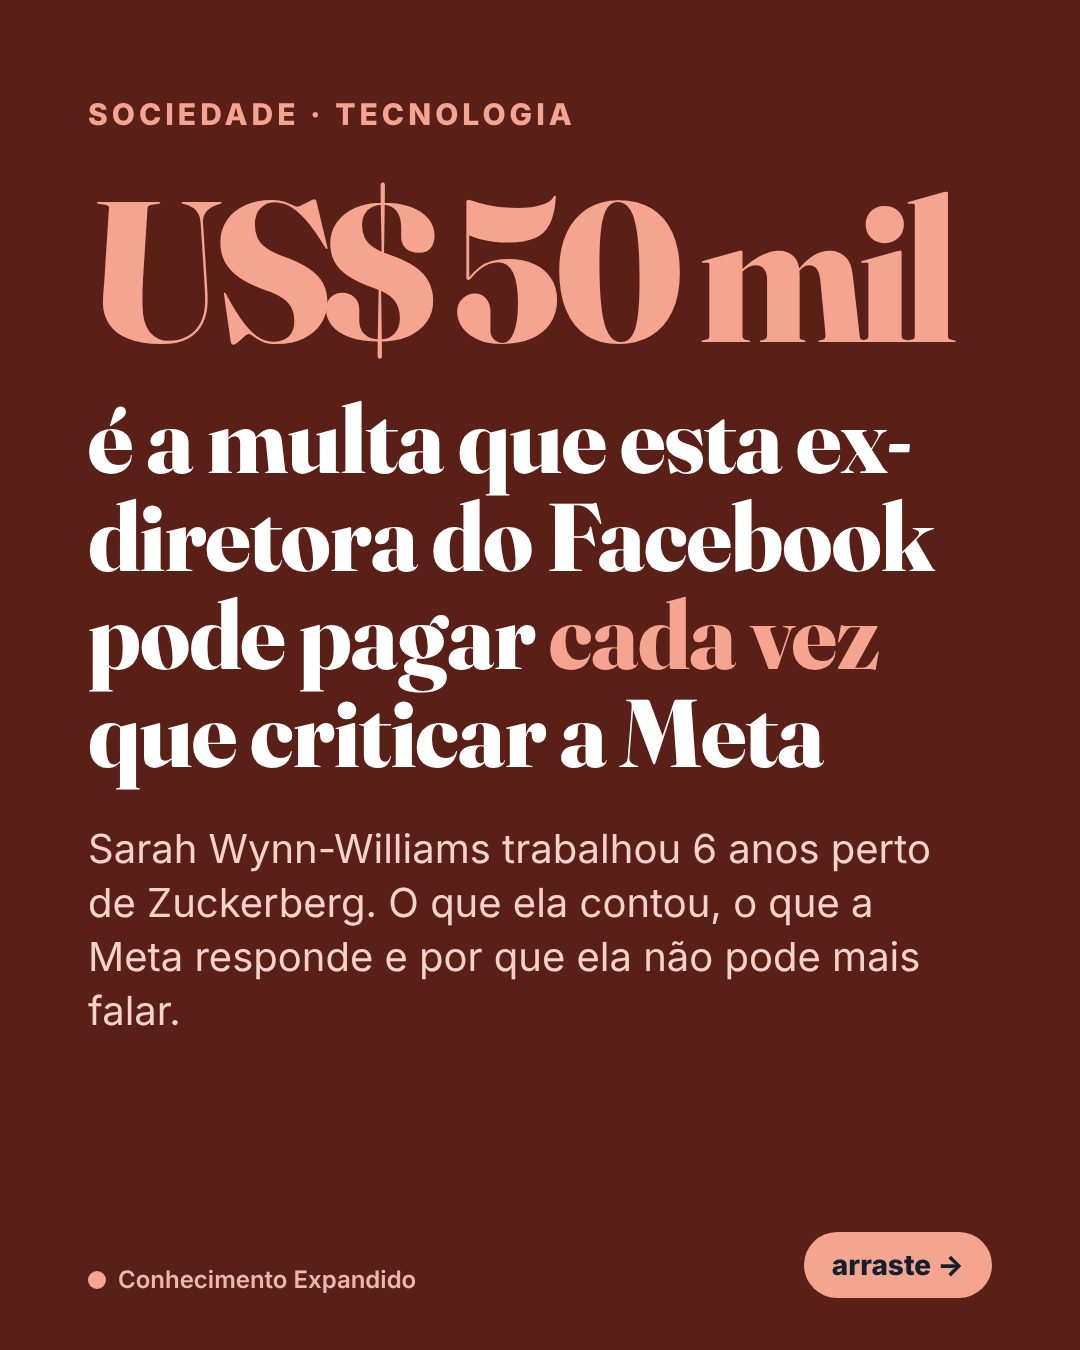 SOCIEDADE · TECNOLOGIA
US$ 50 mil
é a multa que esta ex-
diretora do Facebook
pode pagar cada vez
que criticar a Meta
Sarah Wynn-Williams trabalhou 6 anos perto
de Zuckerberg. O que ela contou, o que a
Meta responde e por que ela não pode mais
falar.
Conhecimento Expandido
arraste →